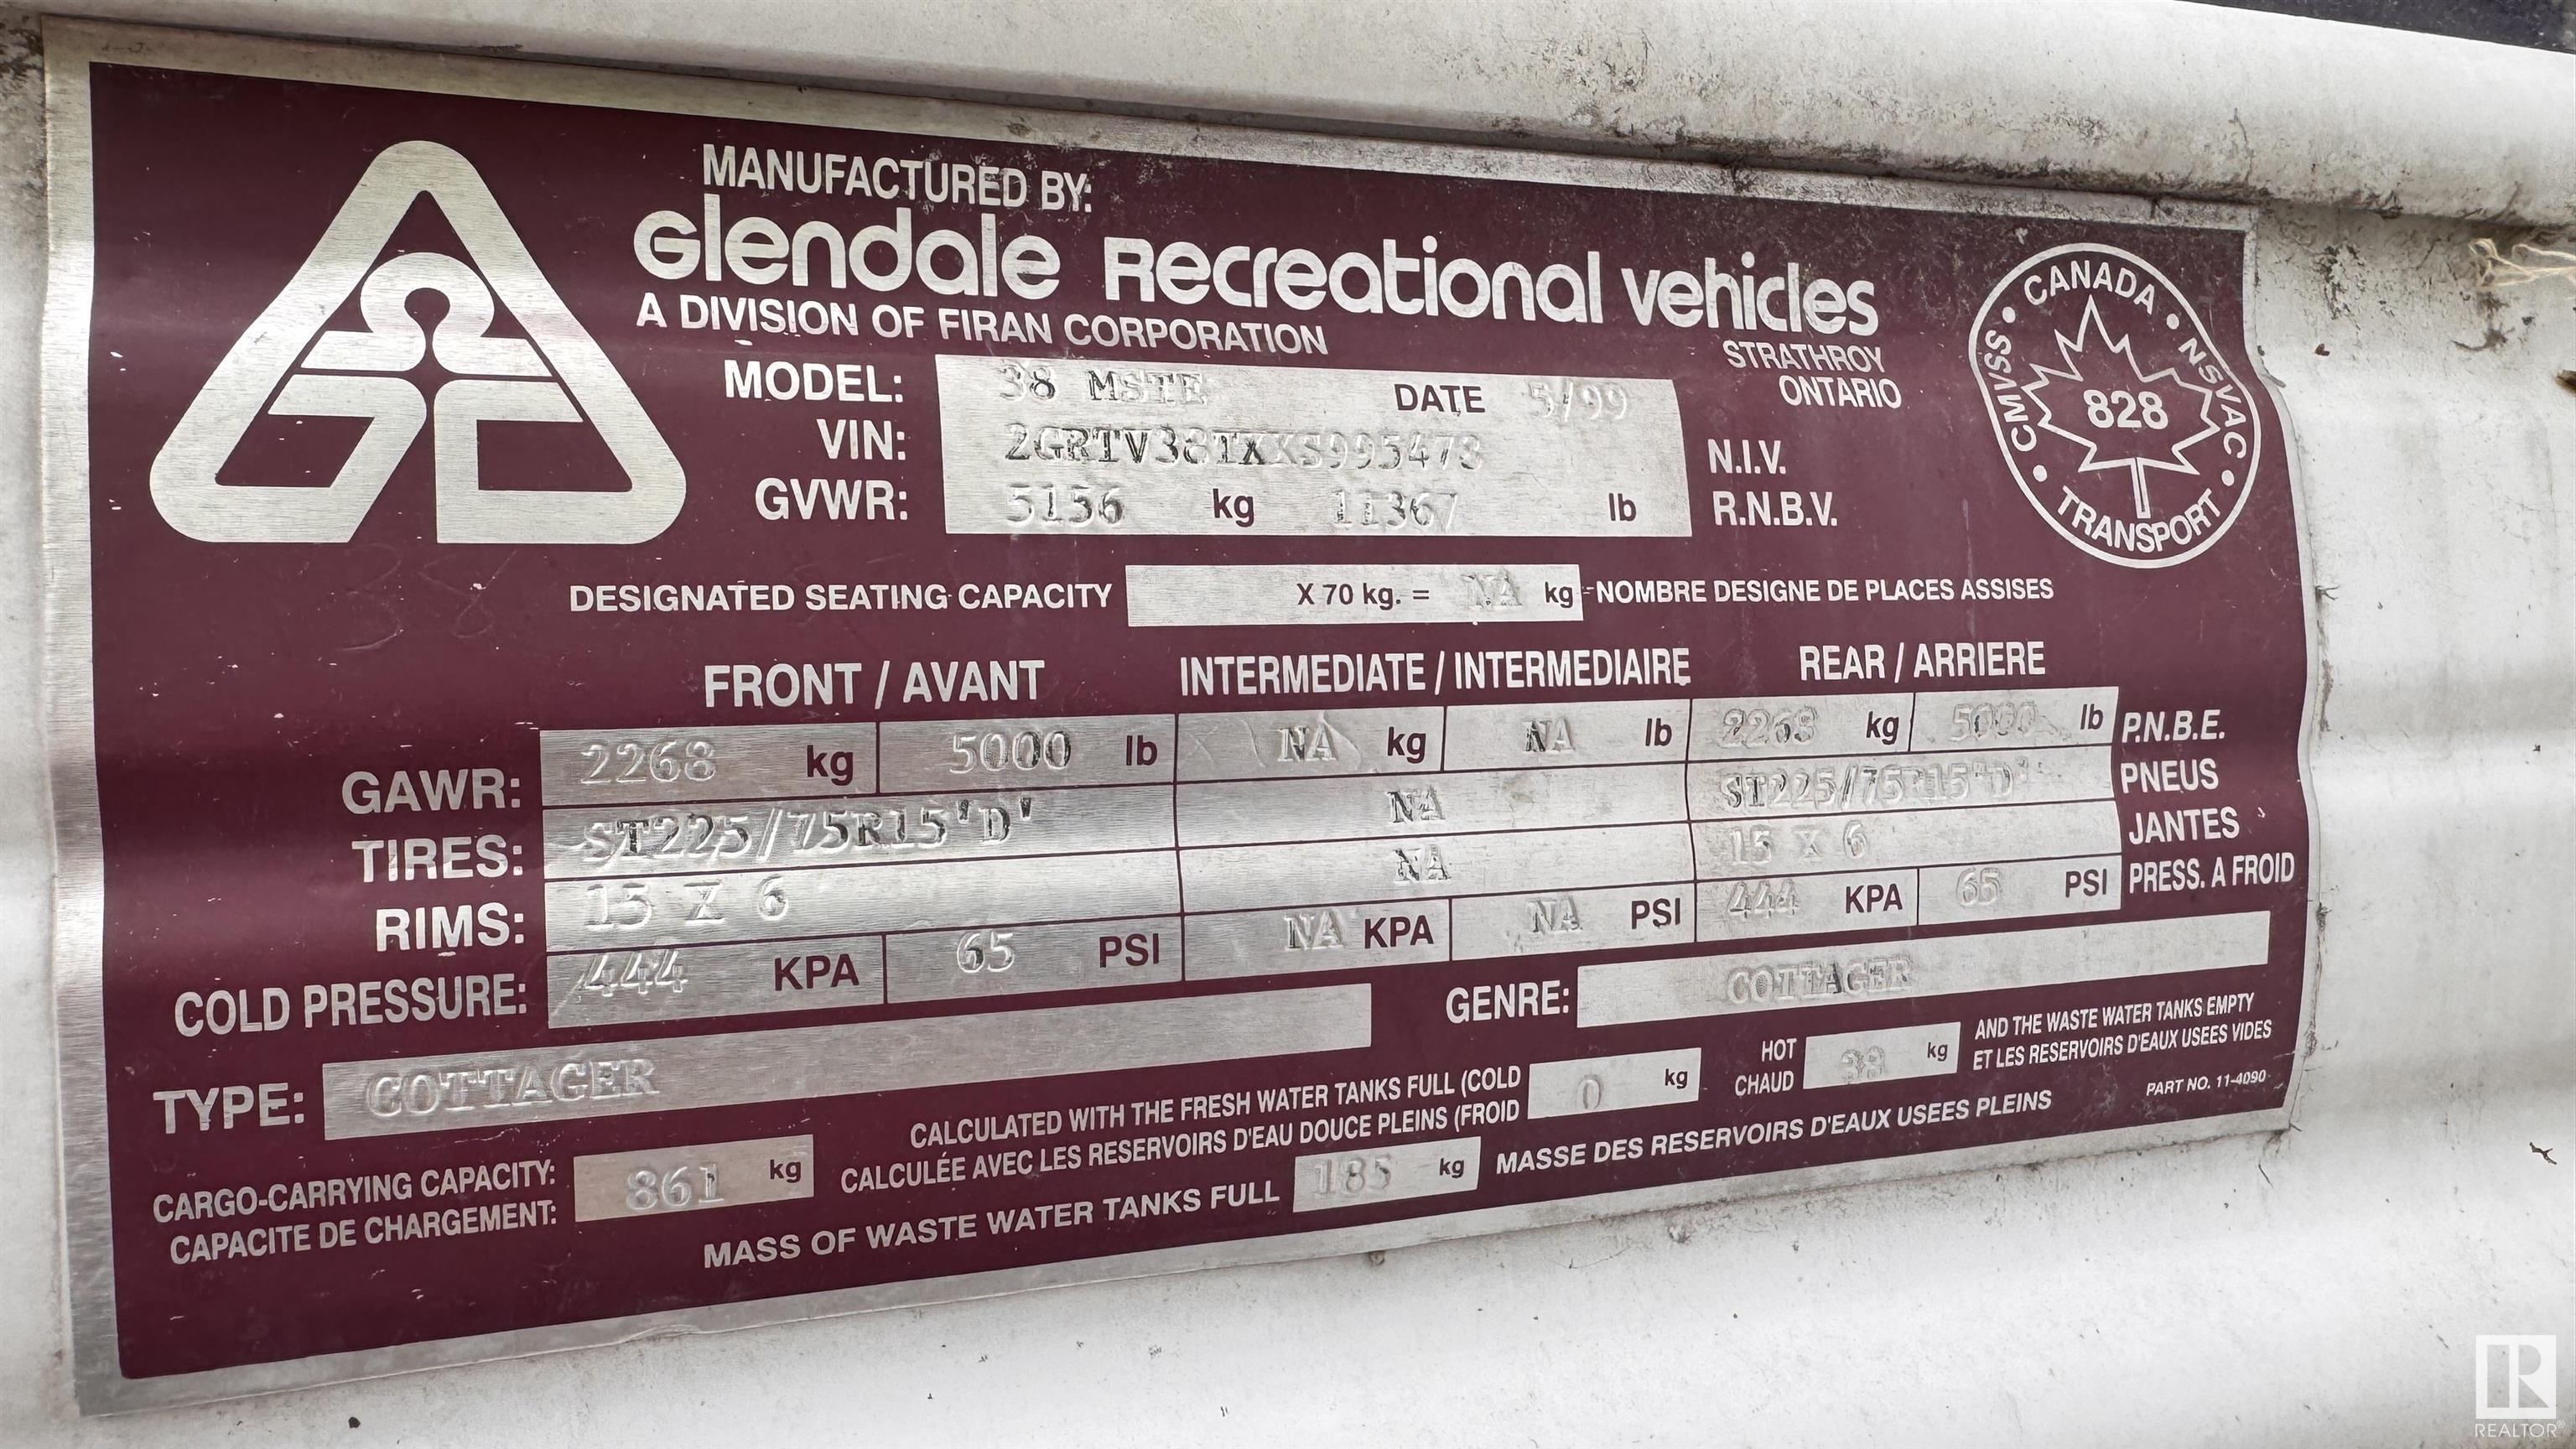 MANUFACTURED BY:
Glendale Recreational Vehicles
A DIVISION OF FIRAN CORPORATION
STRATHROY
ONTARIO
CANADA • NSVAC • TRANSPORT • CMVSS •
828
MODEL: 38 MSTE DATE 5/99
VIN: N.I.V.
GVWR: 5156 kg 11367 lb R.N.B.V.
38
DESIGNATED SEATING CAPACITY X 70 kg. = NA kg NOMBRE DESIGNE DE PLACES ASSISES
FRONT / AVANT INTERMEDIATE / INTERMEDIAIRE REAR / ARRIERE
GAWR: 2268 kg 5000 lb NA kg NA lb 2268 kg 5000 lb P.N.B.E.
TIRES: ST225/75R15'D' NA ST225/75R15'D' PNEUS
RIMS: 15 X 6 NA 15 X 6 JANTES
COLD PRESSURE: 444 KPA 65 PSI NA KPA NA PSI 444 KPA 65 PSI PRESS. A FROID
TYPE: COTTAGER GENRE: COTTAGER
CARGO-CARRYING CAPACITY: 861 kg CALCULATED WITH THE FRESH WATER TANKS FULL (COLD 0 kg HOT kg AND THE WASTE WATER TANKS EMPTY
CAPACITE DE CHARGEMENT: CALCULÉE AVEC LES RESERVOIRS D'EAU DOUCE PLEINS (FROID CHAUD ET LES RESERVOIRS D'EAUX USEES VIDES
MASS OF WASTE WATER TANKS FULL 185 kg MASSE DES RESERVOIRS D'EAUX USEES PLEINS
PART NO. 11-4090
REALTOR®